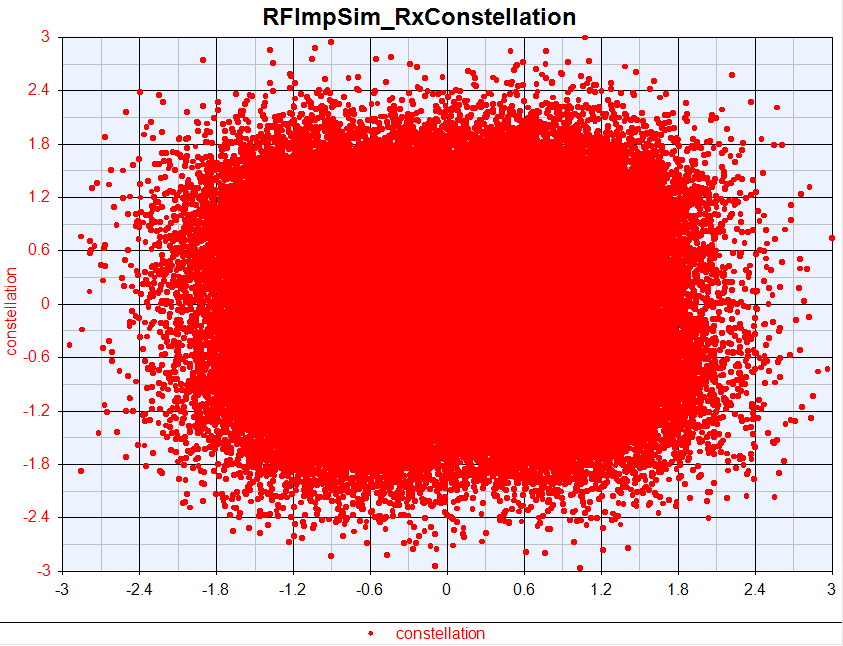 RFImpSim_RxConstellation
3
2.4
1.8
1.2
0.6
0
-0.6
-1.2
-1.8
-2.4
-3
constellation
-3 -2.4 -1.8 -1.2 -0.6 0 0.6 1.2 1.8 2.4 3
constellation